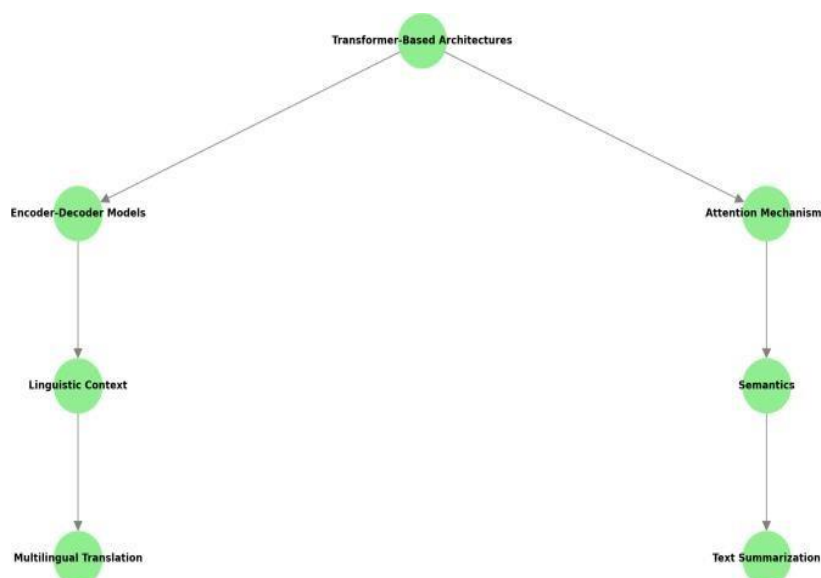 Transformer-Based Architectures
Encoder-Decoder Models
Attention Mechanism
Linguistic Context
Semantics
Multilingual Translation
Text Summarization